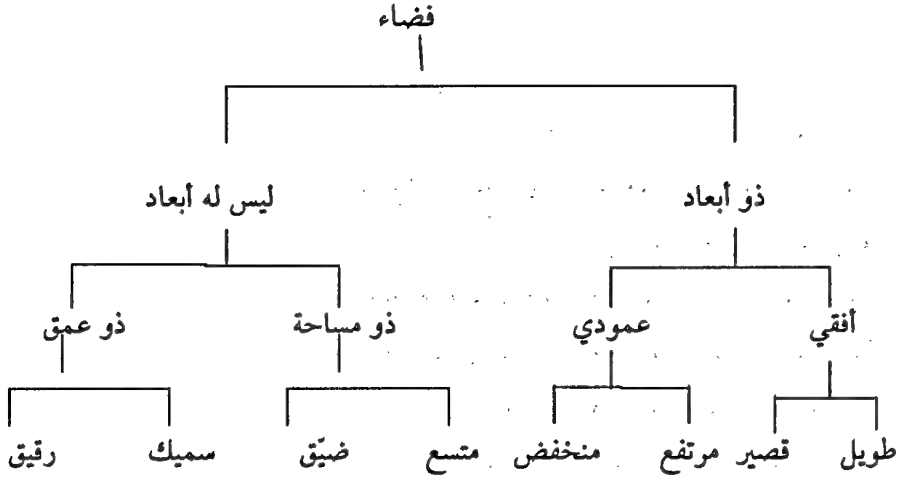 فضاء
ذو أبعاد ليس له أبعاد
أفقي عمودي ذو مساحة ذو عمق
طويل قصير مرتفع منخفض متسع ضيّق سميك رقيق